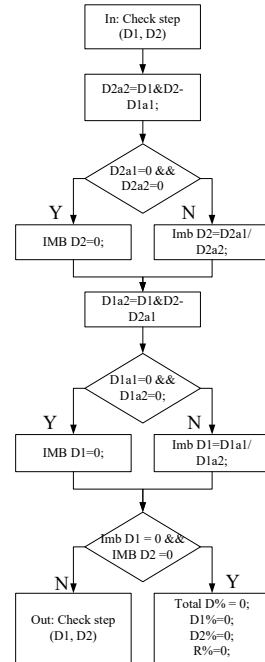 In: Check step
(D1, D2)
D2a2=D1&D2-
D1a1;
D2a1=0 &&
D2a2=0
Y
N
IMB D2=0;
Imb D2=D2a1/
D2a2;
D1a2=D1&D2-
D2a1
D1a1=0 &&
D1a2=0;
Y
N
IMB D1=0;
Imb D1=D1a1/
D1a2;
Imb D1 = 0 &&
IMB D2 =0
N
Y
Out: Check step
(D1, D2)
Total D% = 0;
D1%=0;
D2%=0;
R%=0;